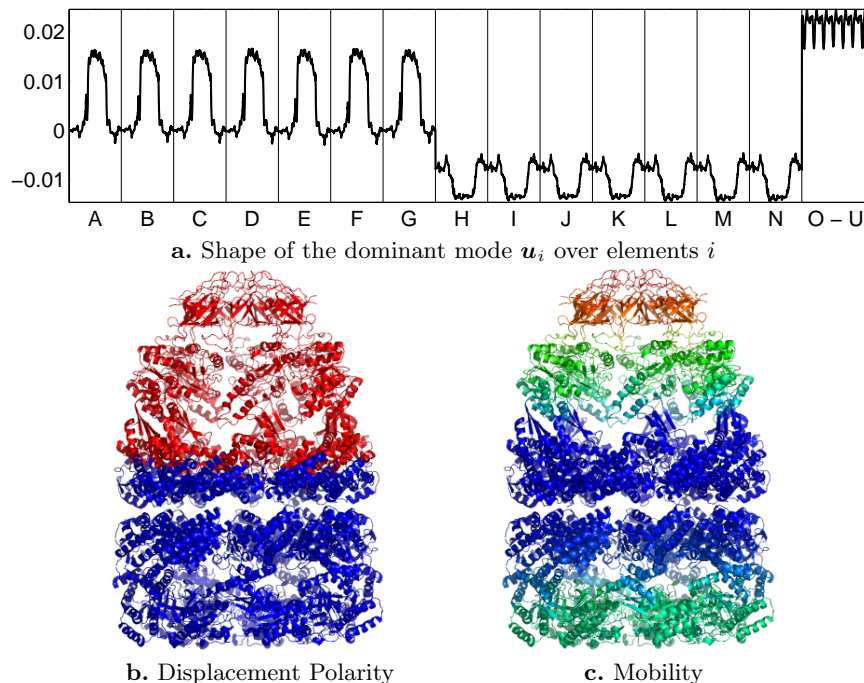 0.02
0.01
0
−0.01
A B C D E F G H I J K L M N O – U
a. Shape of the dominant mode u_i over elements i
b. Displacement Polarity
c. Mobility